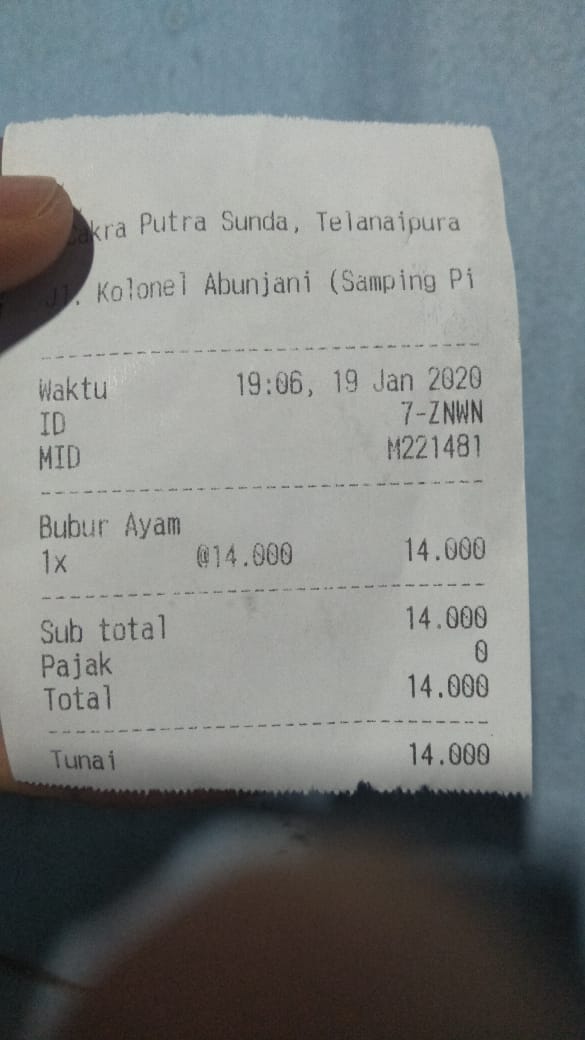 Cakra Putra Sunda, Telanaipura
Jl. Kolonel Abunjani (Samping Pi
Waktu 19:06, 19 Jan 2020
ID 7-ZNWN
MID M221481
Bubur Ayam
1x @14.000 14.000
Sub total 14.000
Pajak 0
Total 14.000
Tunai 14.000